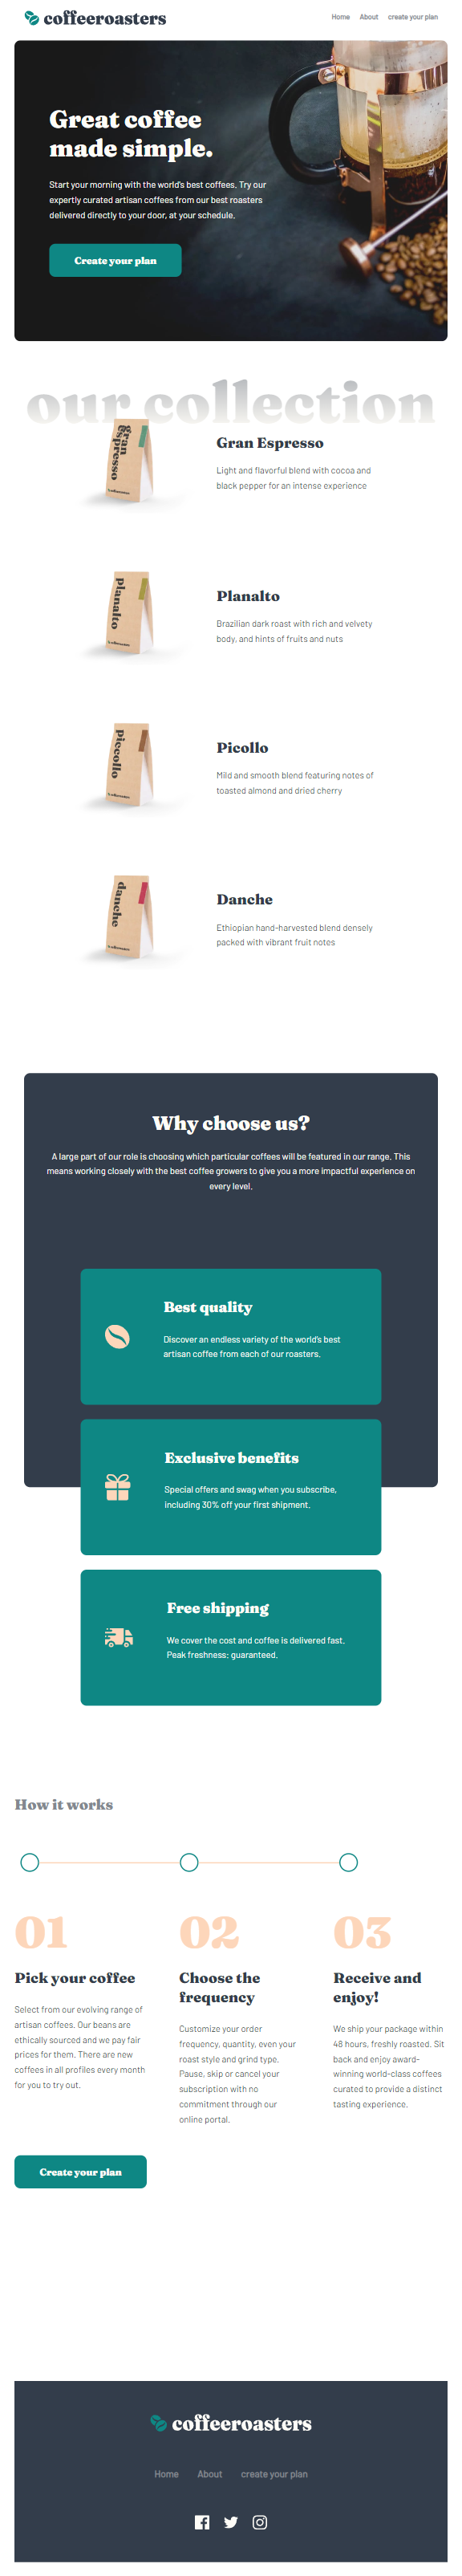 coffeeroasters
Home About create your plan
Great coffee
made simple.
Start your morning with the world's best coffees. Try our
expertly curated artisan coffees from our best roasters
delivered directly to your door, at your schedule.
Create your plan
our collection
gran
espresso
coffeeroasters
Gran Espresso
Light and flavorful blend with cocoa and
black pepper for an intense experience
planalto
coffeeroasters
Planalto
Brazilian dark roast with rich and velvety
body, and hints of fruits and nuts
piccollo
coffeeroasters
Picollo
Mild and smooth blend featuring notes of
toasted almond and dried cherry
danche
coffeeroasters
Danche
Ethiopian hand-harvested blend densely
packed with vibrant fruit notes
Why choose us?
A large part of our role is choosing which particular coffees will be featured in our range. This
means working closely with the best coffee growers to give you a more impactful experience on
every level.
Best quality
Discover an endless variety of the world's best
artisan coffee from each of our roasters.
Exclusive benefits
Special offers and swag when you subscribe,
including 30% off your first shipment.
Free shipping
We cover the cost and coffee is delivered fast.
Peak freshness: guaranteed.
How it works
01
Pick your coffee
Select from our evolving range of
artisan coffees. Our beans are
ethically sourced and we pay fair
prices for them. There are new
coffees in all profiles every month
for you to try out.
02
Choose the
frequency
Customize your order
frequency, quantity, even your
roast style and grind type.
Pause, skip or cancel your
subscription with no
commitment through our
online portal.
03
Receive and
enjoy!
We ship your package within
48 hours, freshly roasted. Sit
back and enjoy award-
winning world-class coffees
curated to provide a distinct
tasting experience.
Create your plan
coffeeroasters
Home About create your plan